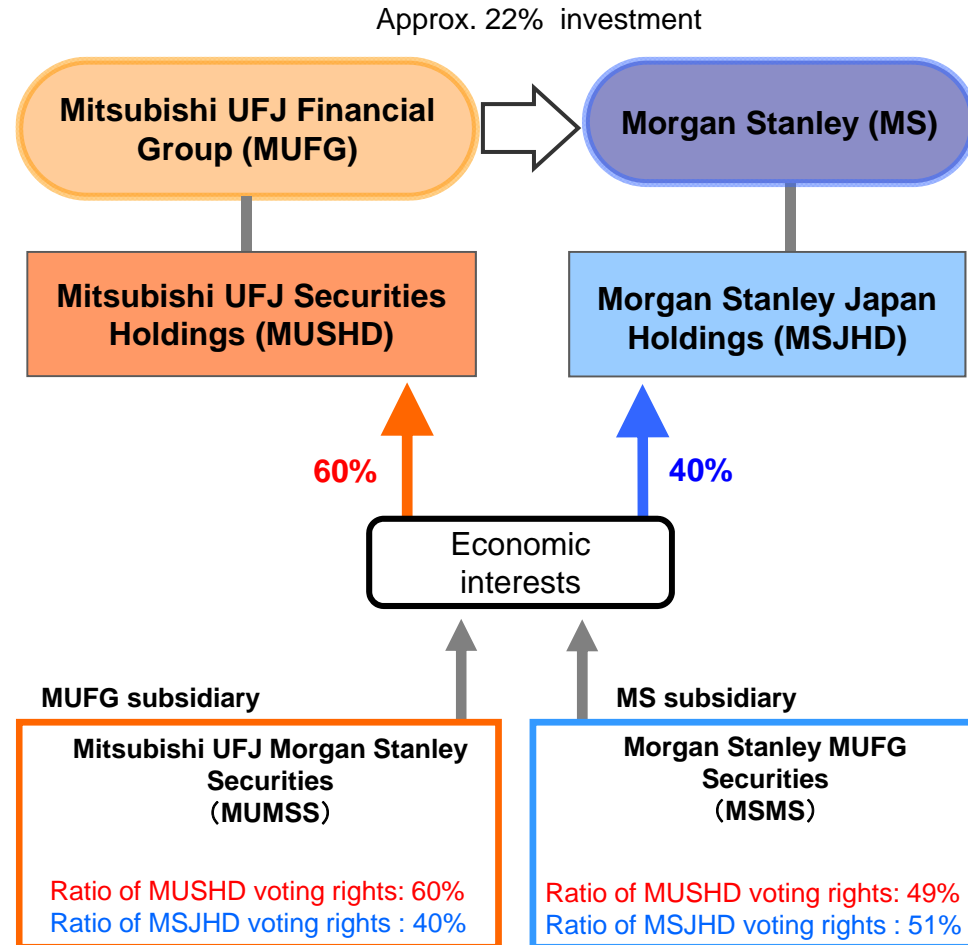 Approx. 22% investment
Mitsubishi UFJ Financial
Group (MUFG)
Morgan Stanley (MS)
Mitsubishi UFJ Securities
Holdings (MUSHD)
Morgan Stanley Japan
Holdings (MSJHD)
60%
40%
Economic
interests
MUFG subsidiary
Mitsubishi UFJ Morgan Stanley
Securities
（MUMSS）
Ratio of MUSHD voting rights: 60%
Ratio of MSJHD voting rights : 40%
MS subsidiary
Morgan Stanley MUFG
Securities
（MSMS）
Ratio of MUSHD voting rights: 49%
Ratio of MSJHD voting rights : 51%